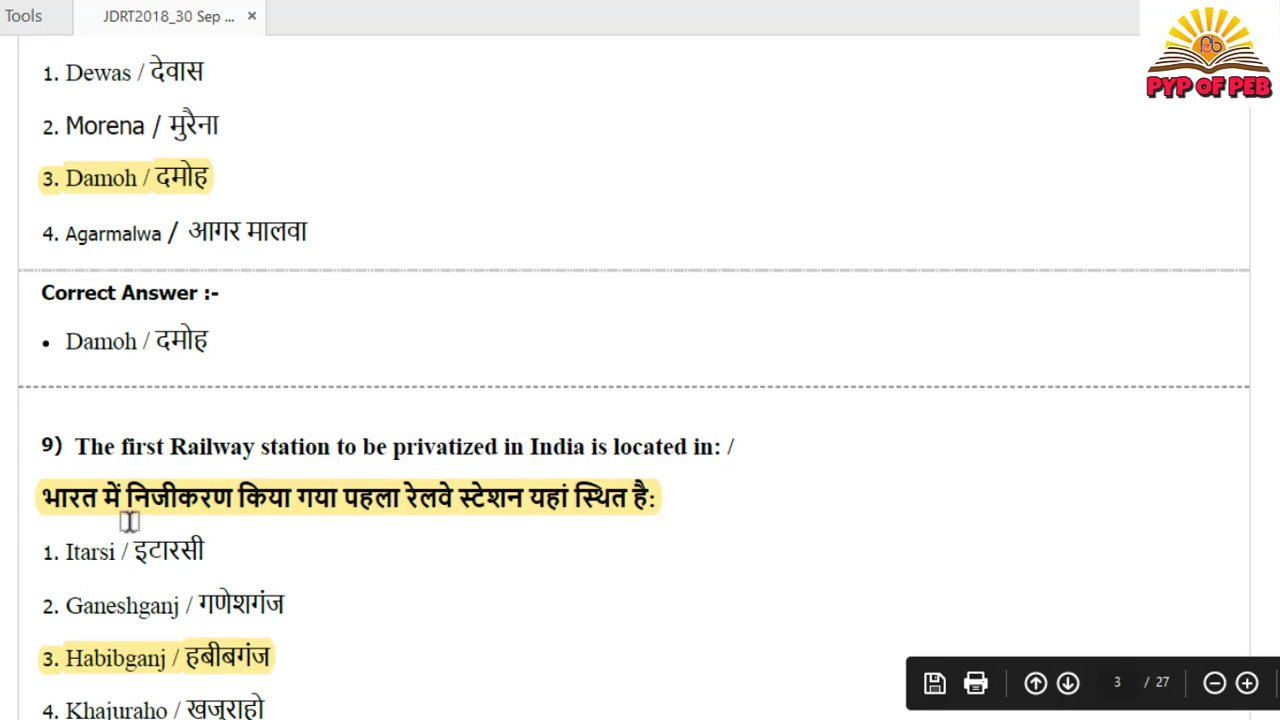 Tools
JDRT2018_30 Sep ... ×
PEB
PYP OF PEB
1. Dewas / देवास
2. Morena / मुरैना
3. Damoh / दमोह
4. Agarmalwa / आगर मालवा
Correct Answer :-
• Damoh / दमोह
9) The first Railway station to be privatized in India is located in: /
भारत में निजीकरण किया गया पहला रेलवे स्टेशन यहां स्थित है:
1. Itarsi / इटारसी
2. Ganeshganj / गणेशगंज
3. Habibganj / हबीबगंज
3 / 27
4. Khajuraho / खजुराहो